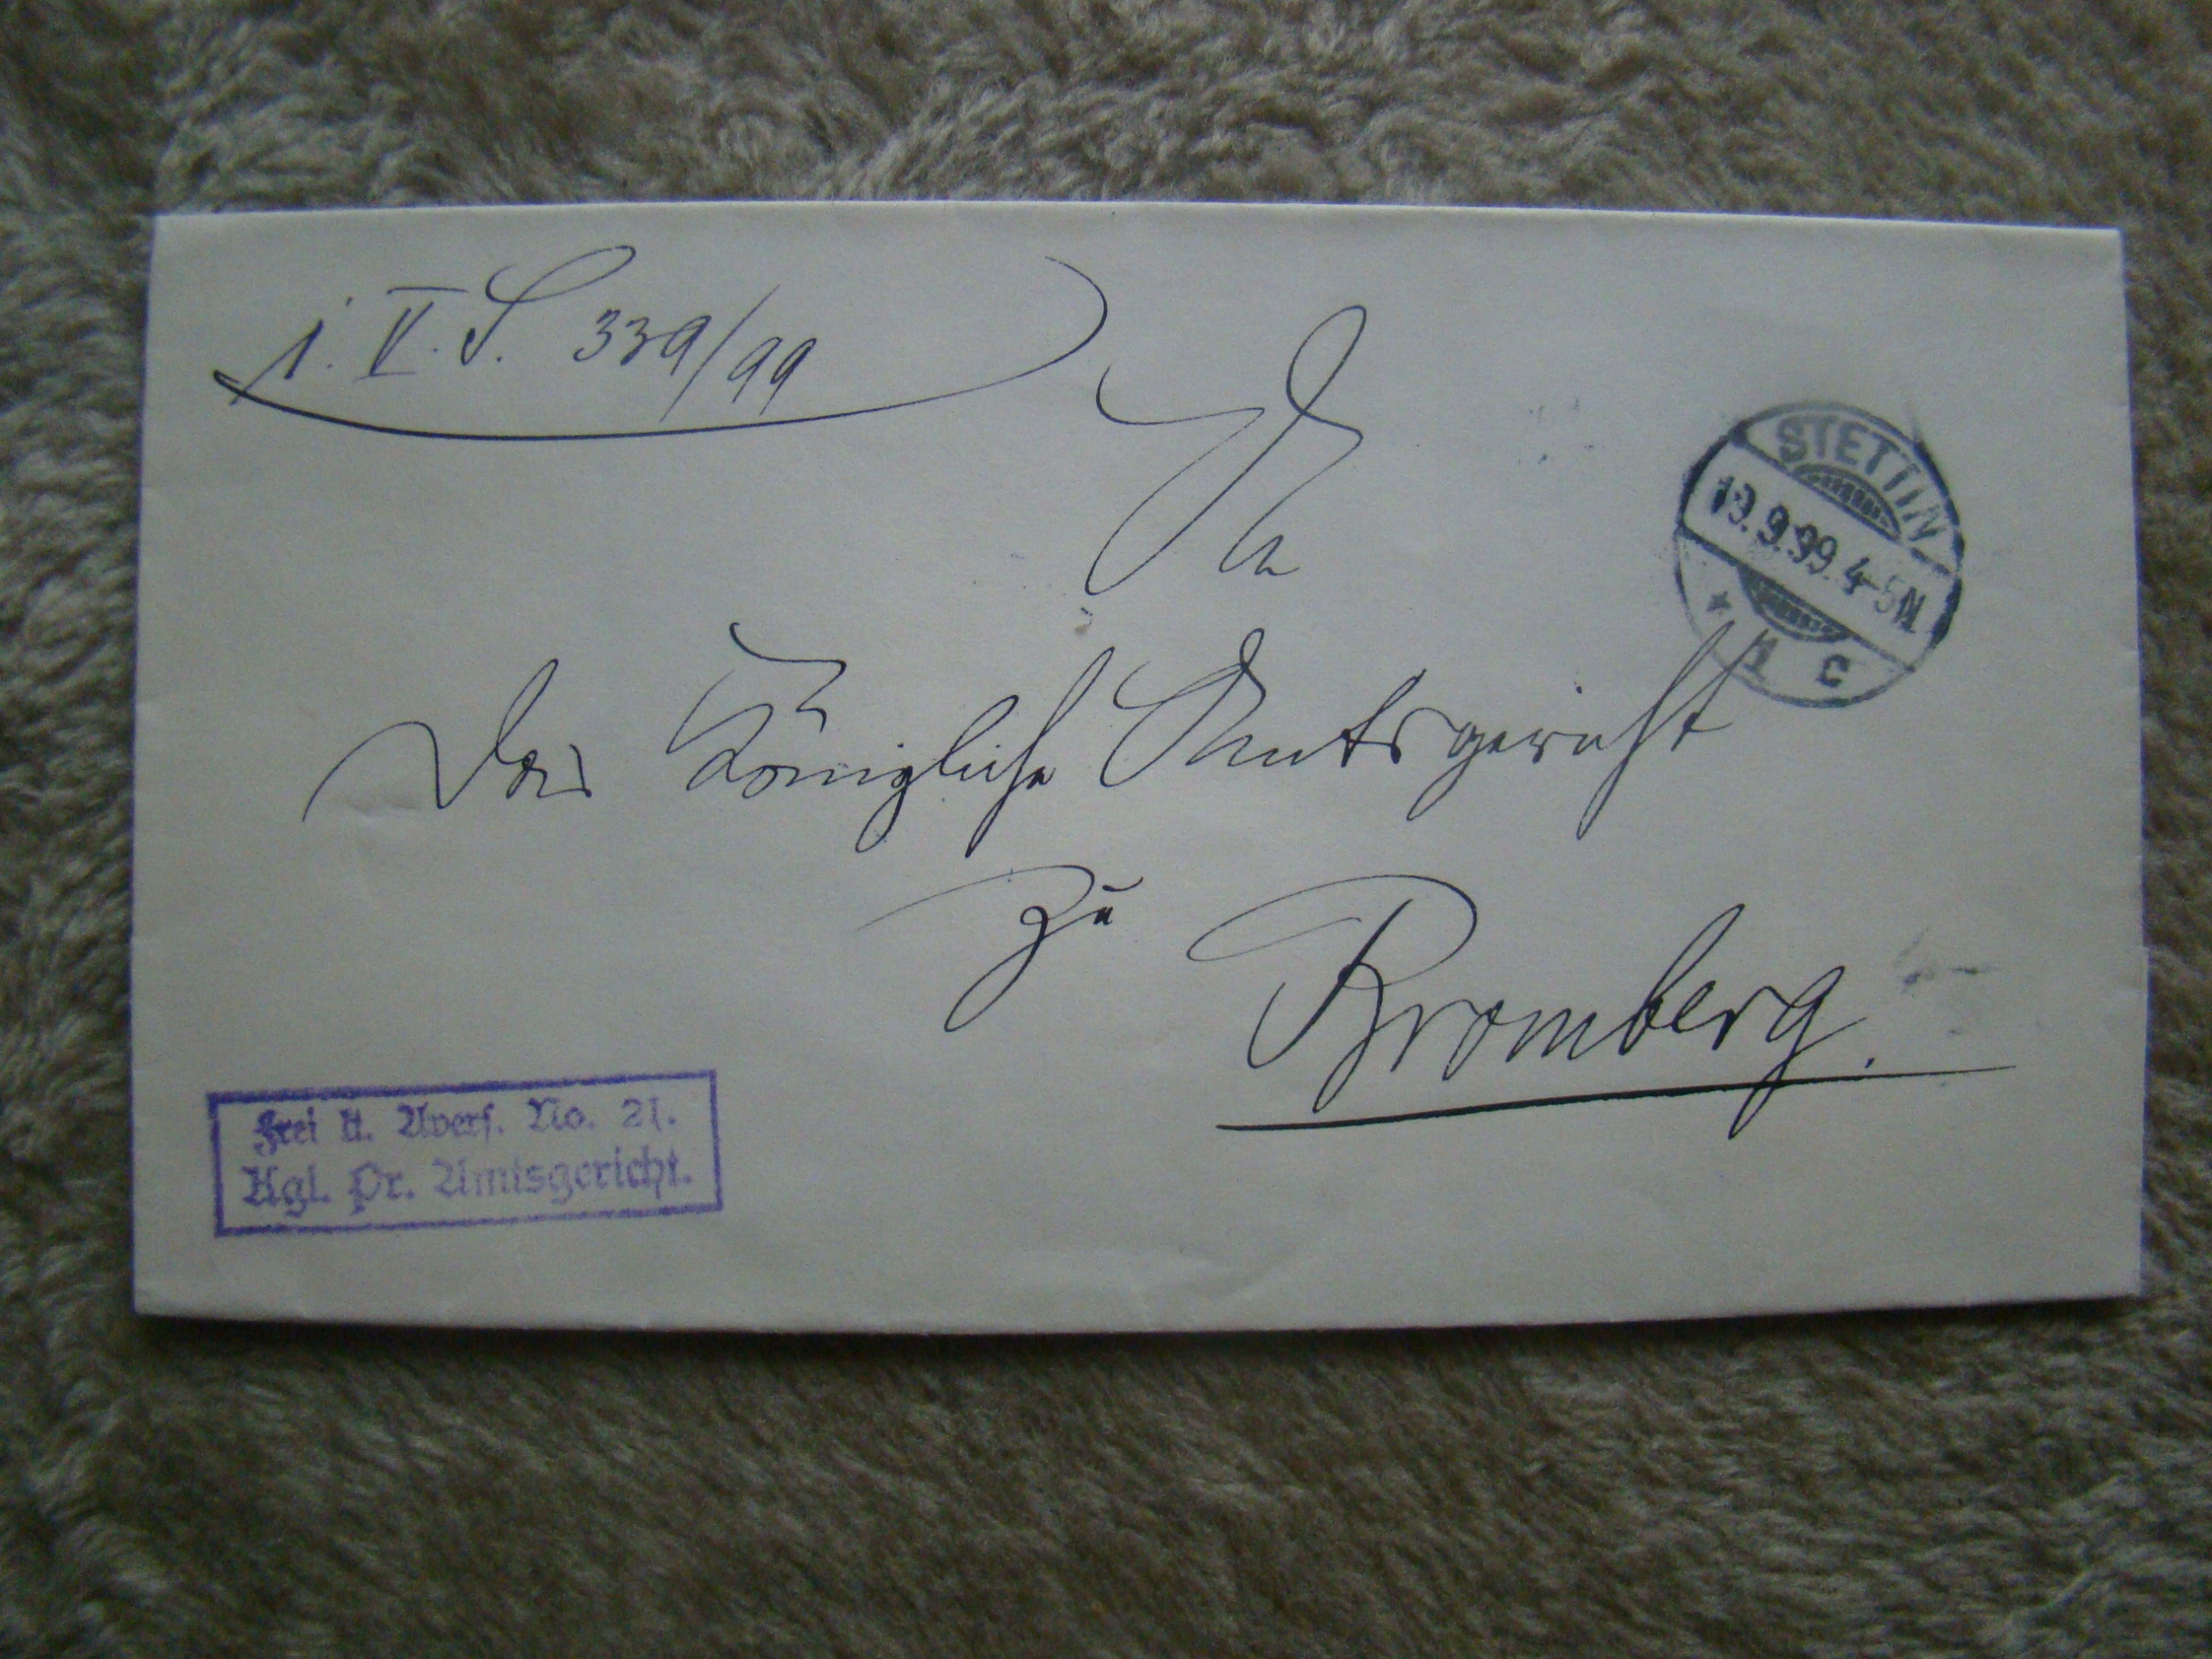 j. V. S. 339/99
An
STETTIN
19.9.99. 4-5N.
* 1 c
Das Königliche Amtsgericht
zu
Bromberg.
Frei lt. Avers. No. 21.
Kgl. Pr. Amtsgericht.